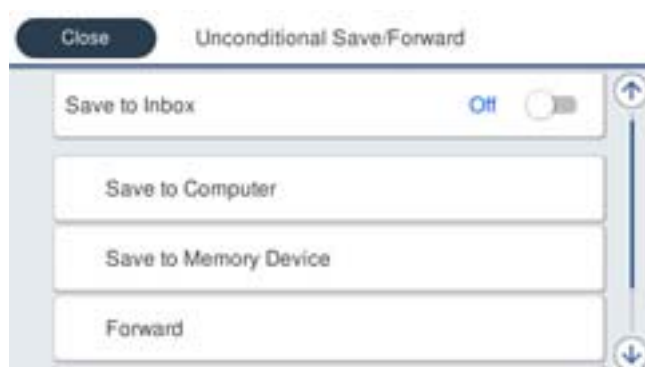 Close Unconditional Save/Forward
Save to Inbox Off
Save to Computer
Save to Memory Device
Forward